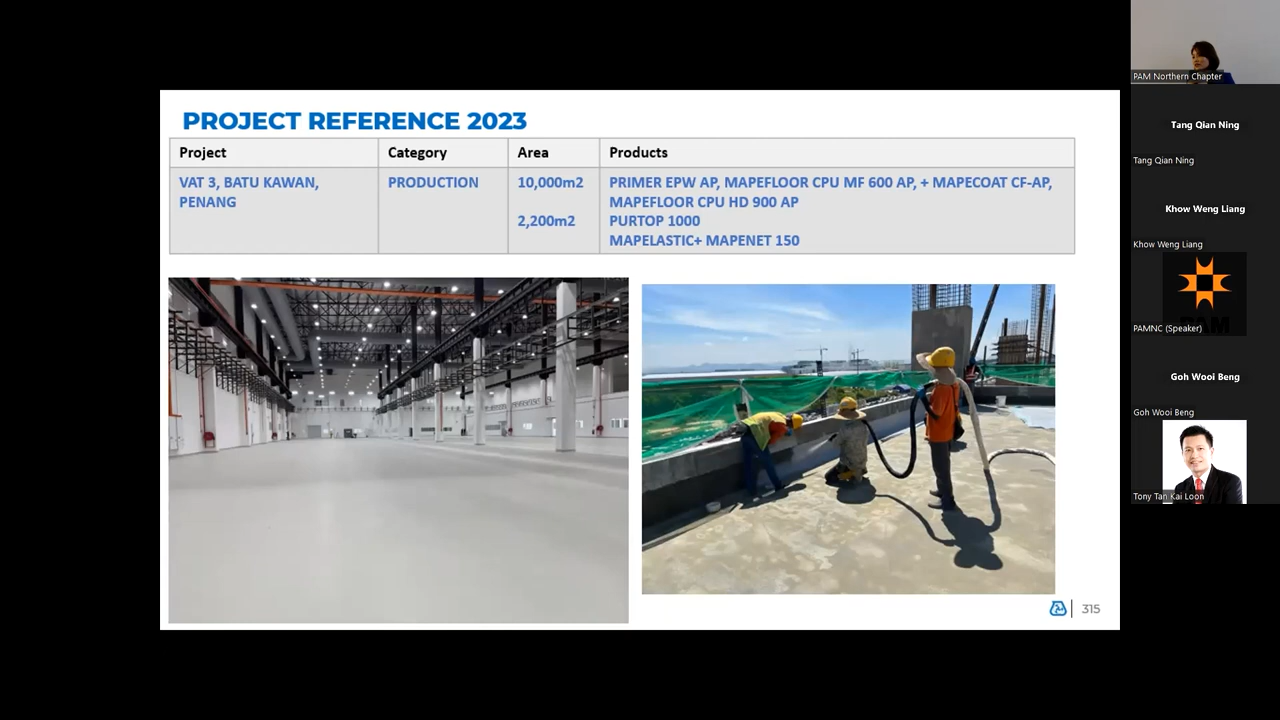 PROJECT REFERENCE 2023
Project Category Area Products
VAT 3, BATU KAWAN, PRODUCTION 10,000m2 PRIMER EPW AP, MAPEFLOOR CPU MF 600 AP, + MAPECOAT CF-AP,
PENANG MAPEFLOOR CPU HD 900 AP
2,200m2 PURTOP 1000
MAPELASTIC+ MAPENET 150
315
PAM Northern Chapter
Tang Qian Ning
Tang Qian Ning
Khow Weng Liang
Khow Weng Liang
PAM
PAMNC (Speaker)
Goh Wooi Beng
Goh Wooi Beng
Tony Tan Kai Loon